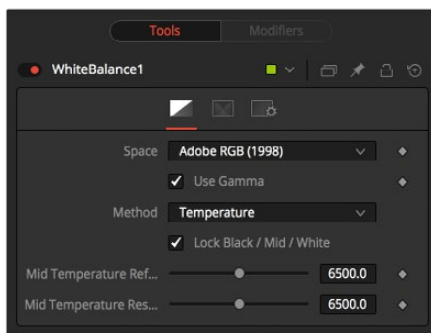 Tools Modifiers
WhiteBalance1
Space Adobe RGB (1998)
Use Gamma
Method Temperature
Lock Black / Mid / White
Mid Temperature Ref... 6500.0
Mid Temperature Res... 6500.0